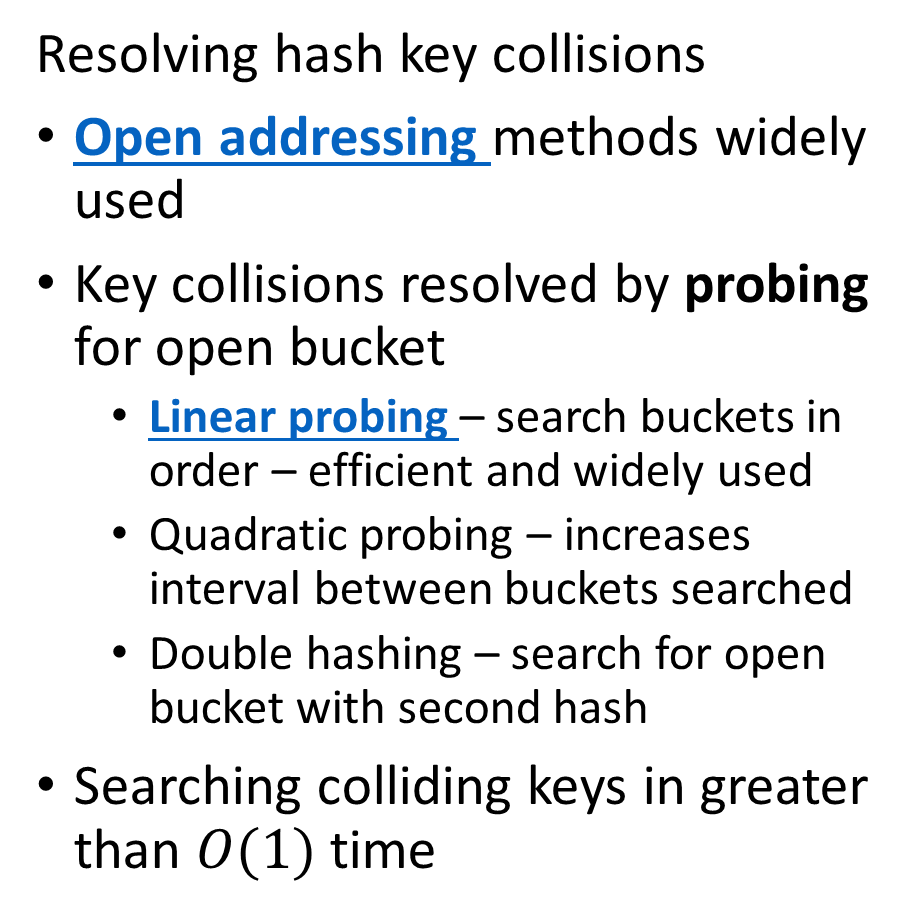 Resolving hash key collisions
• Open addressing methods widely
used
• Key collisions resolved by probing
for open bucket
• Linear probing – search buckets in
order – efficient and widely used
• Quadratic probing – increases
interval between buckets searched
• Double hashing – search for open
bucket with second hash
• Searching colliding keys in greater
than O(1) time